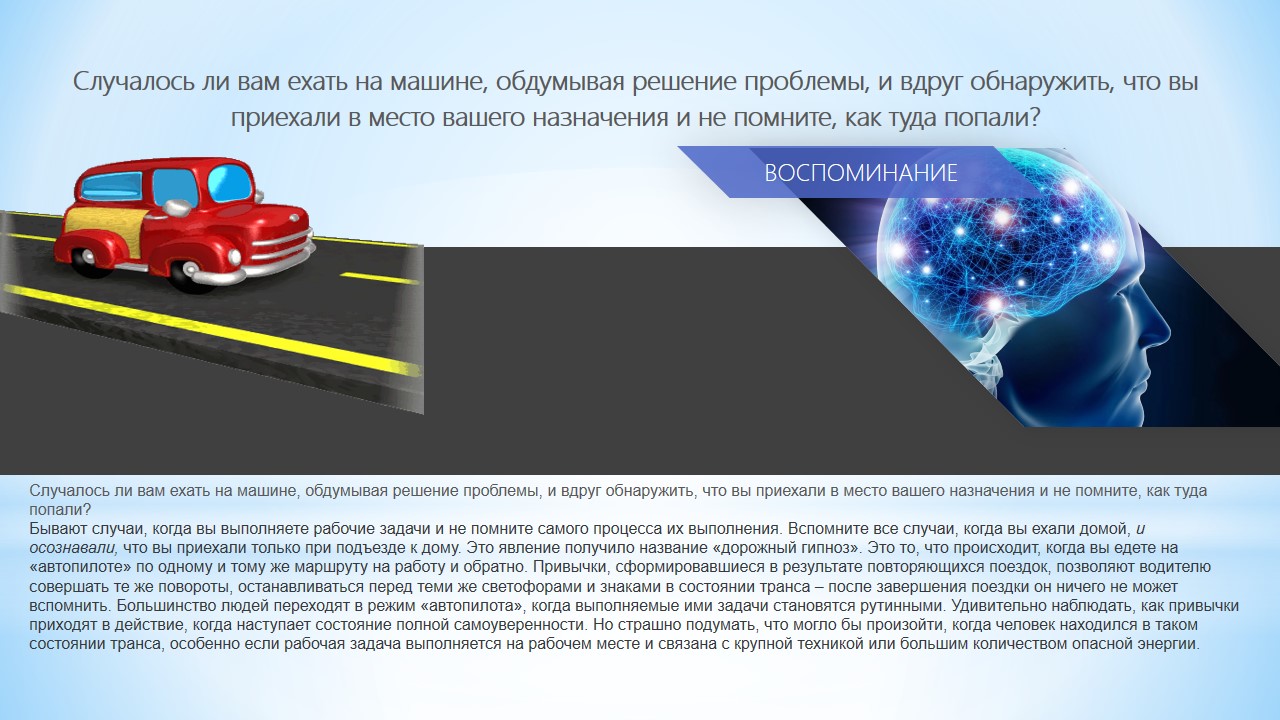 Случалось ли вам ехать на машине, обдумывая решение проблемы, и вдруг обнаружить, что вы
приехали в место вашего назначения и не помните, как туда попали?
ВОСПОМИНАНИЕ
Случалось ли вам ехать на машине, обдумывая решение проблемы, и вдруг обнаружить, что вы приехали в место вашего назначения и не помните, как туда
попали?
Бывают случаи, когда вы выполняете рабочие задачи и не помните самого процесса их выполнения. Вспомните все случаи, когда вы ехали домой, и
осознавали, что вы приехали только при подъезде к дому. Это явление получило название «дорожный гипноз». Это то, что происходит, когда вы едете на
«автопилоте» по одному и тому же маршруту на работу и обратно. Привычки, сформировавшиеся в результате повторяющихся поездок, позволяют водителю
совершать те же повороты, останавливаться перед теми же светофорами и знаками в состоянии транса – после завершения поездки он ничего не может
вспомнить. Большинство людей переходят в режим «автопилота», когда выполняемые ими задачи становятся рутинными. Удивительно наблюдать, как привычки
приходят в действие, когда наступает состояние полной самоуверенности. Но страшно подумать, что могло бы произойти, когда человек находился в таком
состоянии транса, особенно если рабочая задача выполняется на рабочем месте и связана с крупной техникой или большим количеством опасной энергии.